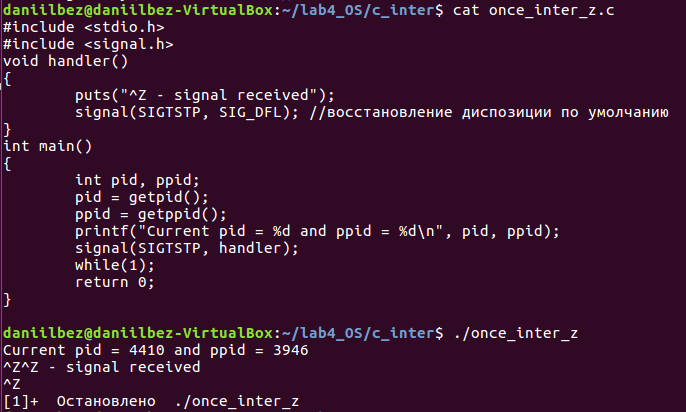 daniilbez@daniilbez-VirtualBox:~/lab4_OS/c_inter$ cat once_inter_z.c
#include <stdio.h>
#include <signal.h>
void handler()
{
        puts("^Z - signal received");
        signal(SIGTSTP, SIG_DFL); //восстановление диспозиции по умолчанию
}
int main()
{
        int pid, ppid;
        pid = getpid();
        ppid = getppid();
        printf("Current pid = %d and ppid = %d\n", pid, ppid);
        signal(SIGTSTP, handler);
        while(1);
        return 0;
}
daniilbez@daniilbez-VirtualBox:~/lab4_OS/c_inter$ ./once_inter_z
Current pid = 4410 and ppid = 3946
^Z^Z - signal received
^Z
[1]+  Остановлено  ./once_inter_z